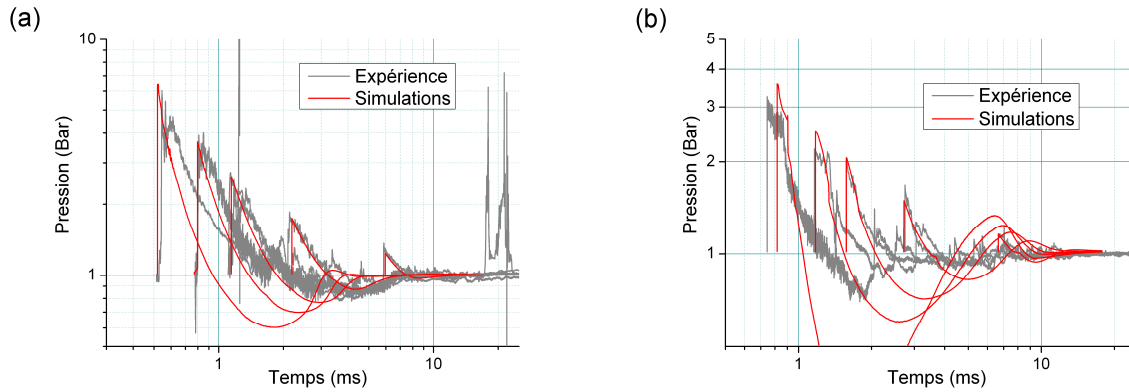 (a)
10
Expérience
Simulations
1
Pression (Bar)
1
10
Temps (ms)
(b)
5
4
3
2
1
Expérience
Simulations
Pression (Bar)
1
10
Temps (ms)